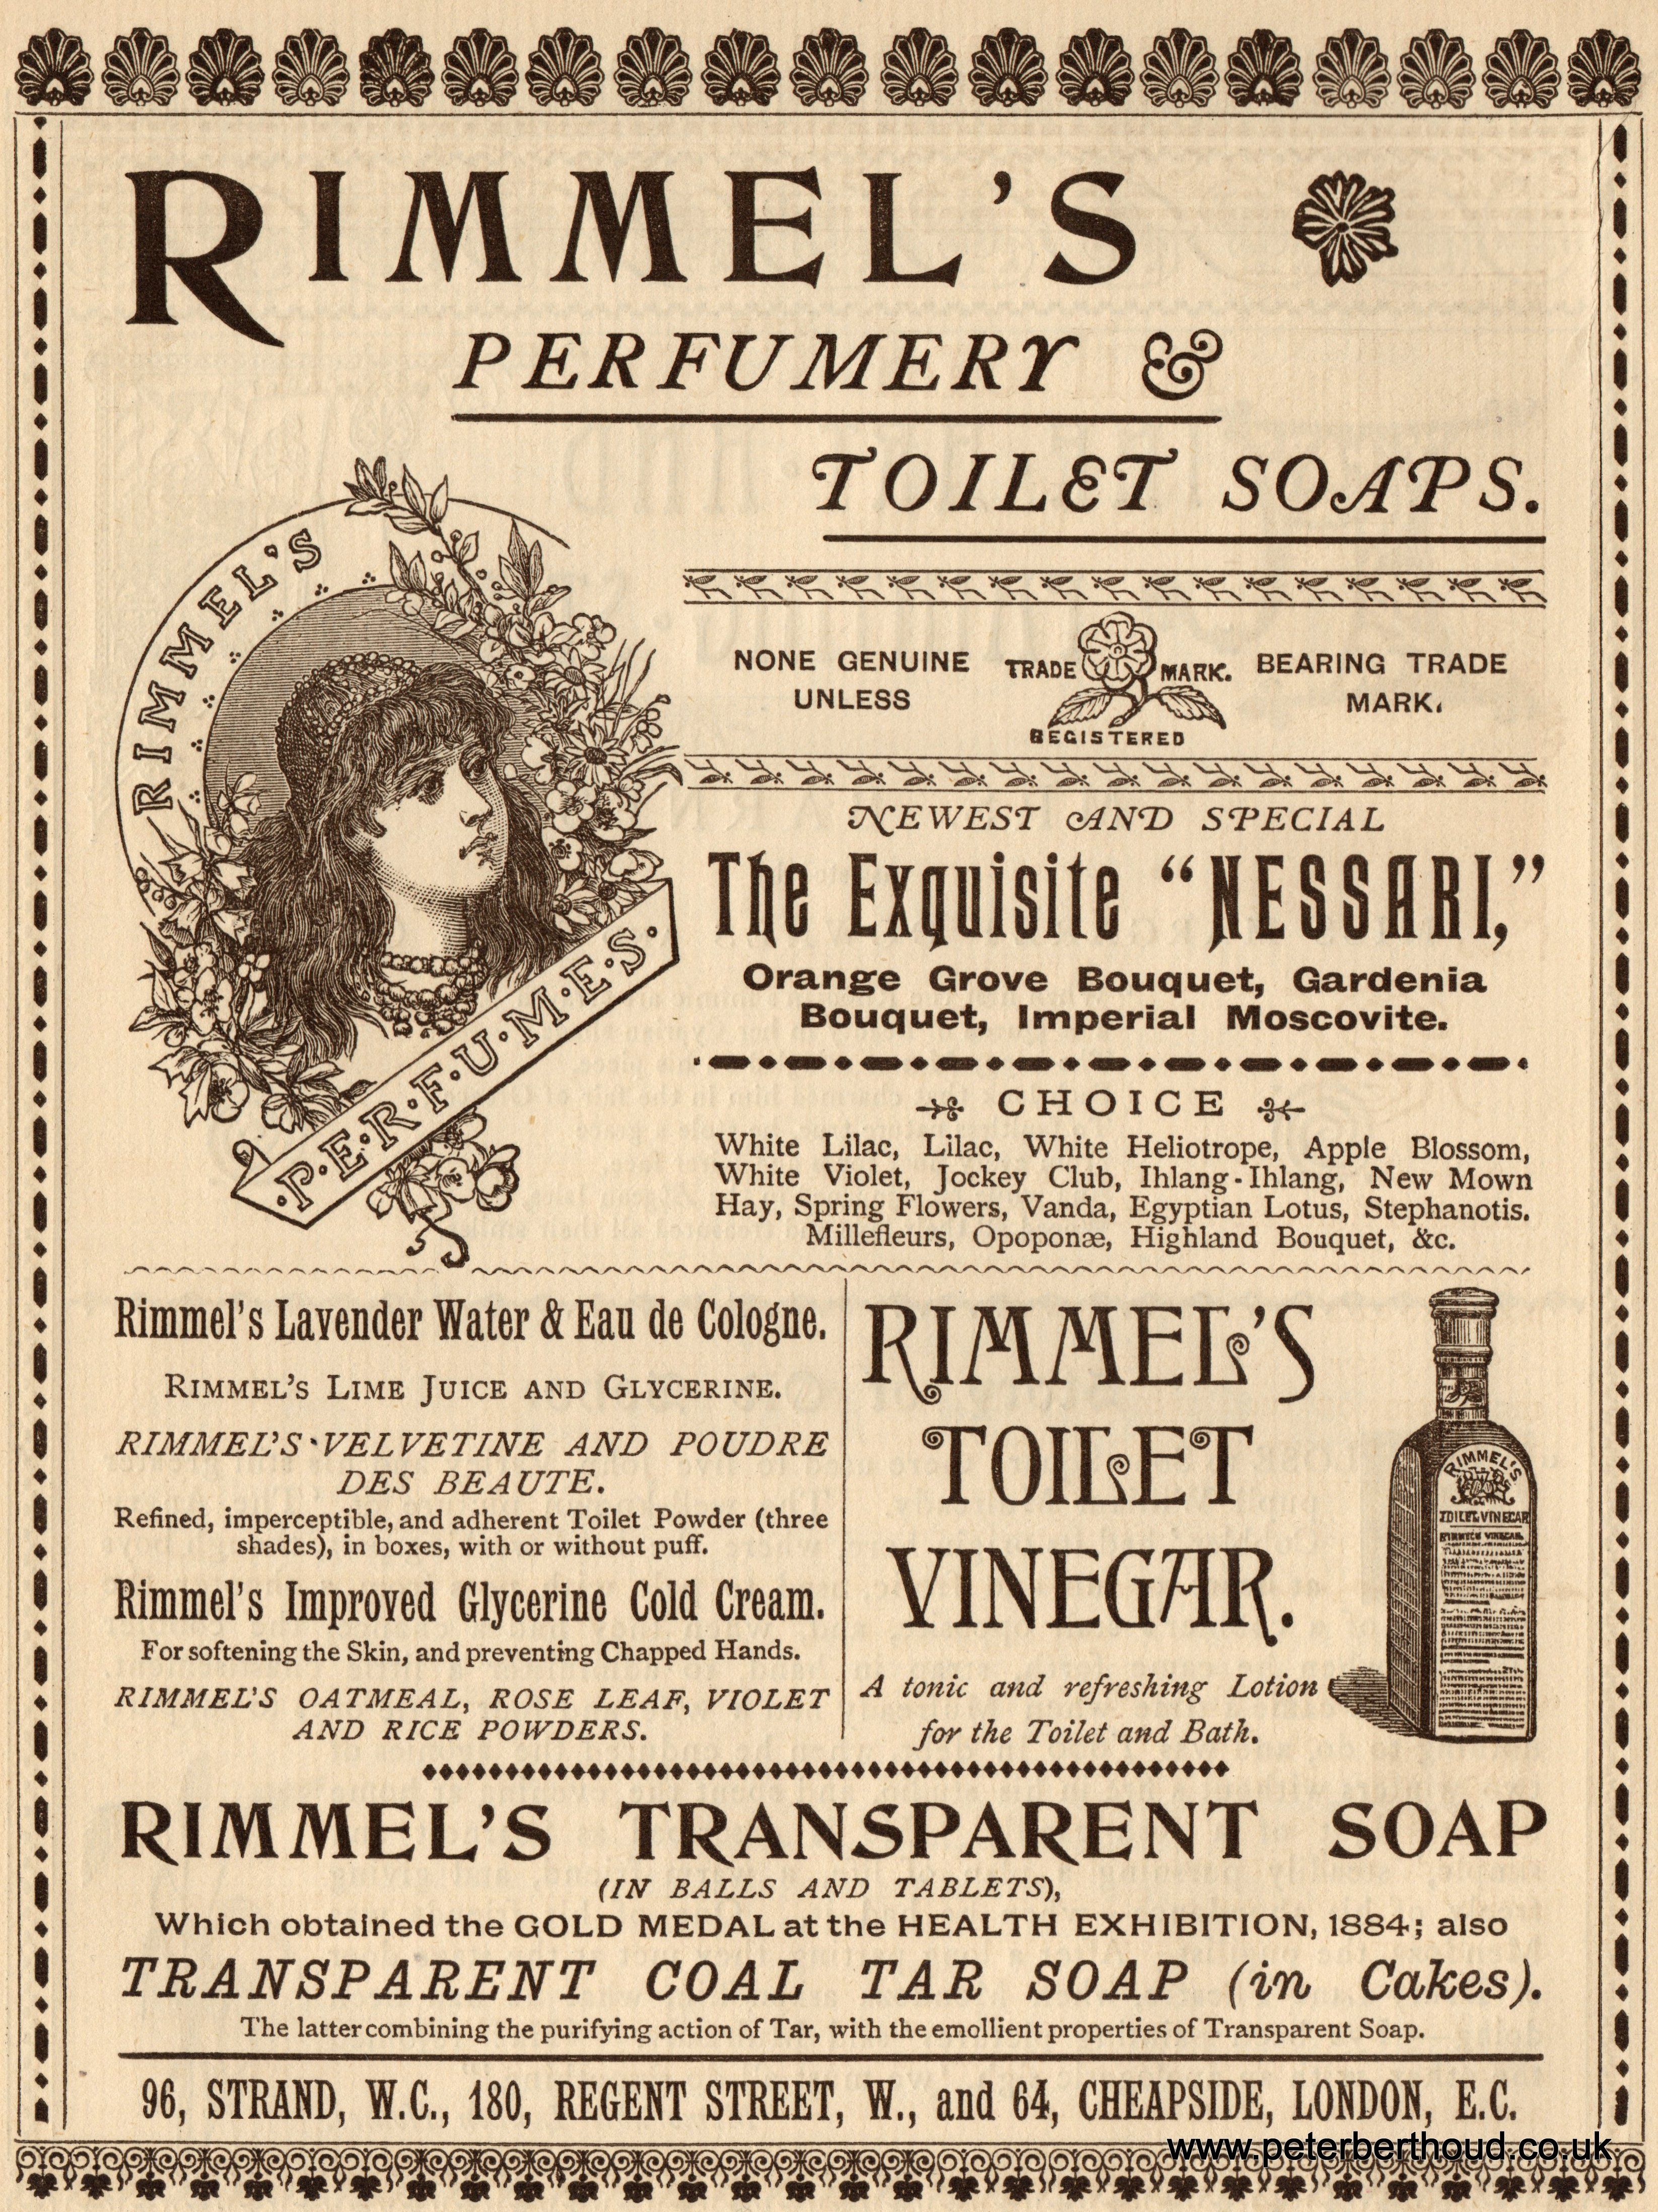 RIMMEL'S
PERFUMERY &
TOILET SOAPS.
RIMMEL'S
P·E·R·F·U·M·E·S·
NONE GENUINE
UNLESS
TRADE MARK.
REGISTERED
BEARING TRADE
MARK.
NEWEST AND SPECIAL
The Exquisite "NESSARI,"
Orange Grove Bouquet, Gardenia
Bouquet, Imperial Moscovite.
CHOICE
White Lilac, Lilac, White Heliotrope, Apple Blossom,
White Violet, Jockey Club, Ihlang-Ihlang, New Mown
Hay, Spring Flowers, Vanda, Egyptian Lotus, Stephanotis.
Millefleurs, Opoponæ, Highland Bouquet, &c.
Rimmel's Lavender Water & Eau de Cologne.
RIMMEL'S LIME JUICE AND GLYCERINE.
RIMMEL'S·VELVETINE AND POUDRE
DES BEAUTE.
Refined, imperceptible, and adherent Toilet Powder (three
shades), in boxes, with or without puff.
Rimmel's Improved Glycerine Cold Cream.
For softening the Skin, and preventing Chapped Hands.
RIMMEL'S OATMEAL, ROSE LEAF, VIOLET
AND RICE POWDERS.
RIMMEL'S
TOILET
VINEGAR.
A tonic and refreshing Lotion
for the Toilet and Bath.
RIMMEL'S
TOILET VINEGAR
RIMMEL'S TRANSPARENT SOAP
(IN BALLS AND TABLETS),
Which obtained the GOLD MEDAL at the HEALTH EXHIBITION, 1884; also
TRANSPARENT COAL TAR SOAP (in Cakes).
The latter combining the purifying action of Tar, with the emollient properties of Transparent Soap.
96, STRAND, W.C., 180, REGENT STREET, W., and 64, CHEAPSIDE, LONDON, E.C.
www.peterberthoud.co.uk